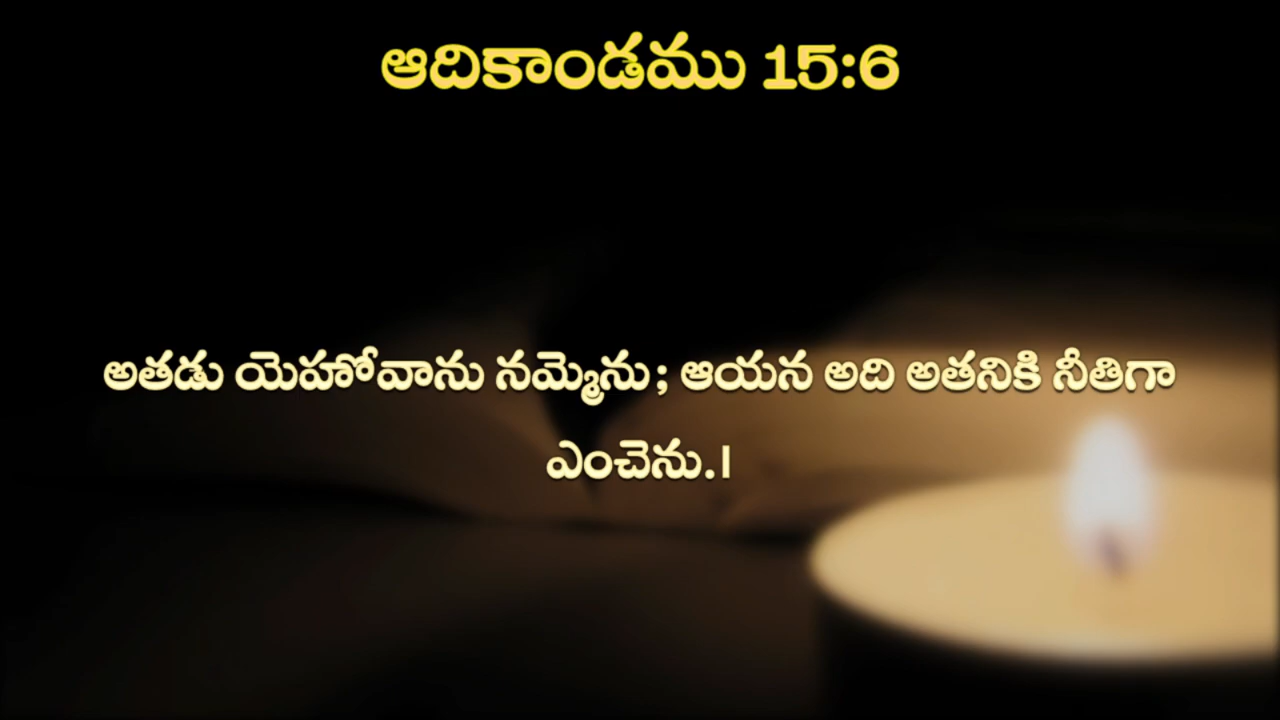 ఆదికాండము 15:6
అతడు యెహోవాను నమ్మెను; ఆయన అది అతనికి నీతిగా
ఎంచెను.।